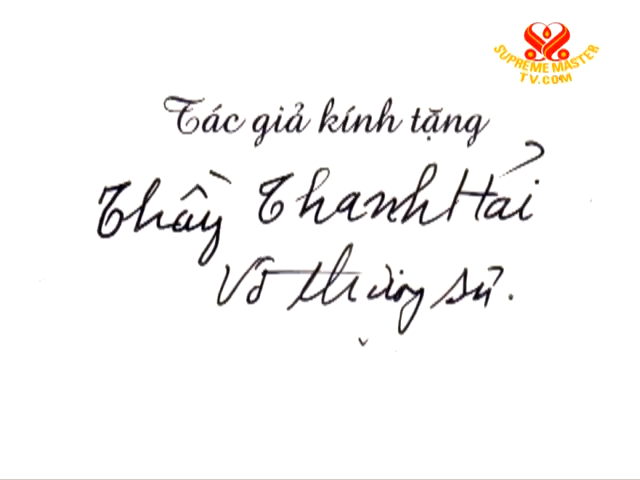 SUPREME MASTER
TV.COM
Tác giả kính tặng
Thầy Thanh Hải
Vô thượng sư.